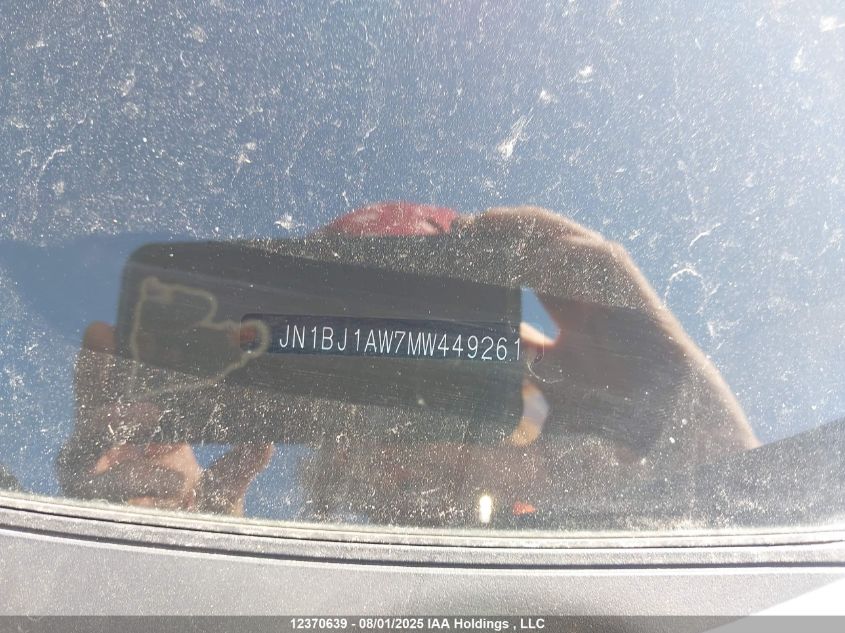 JN1BJ1AW7MW449261
12370639 - 08/01/2025 IAA Holdings , LLC